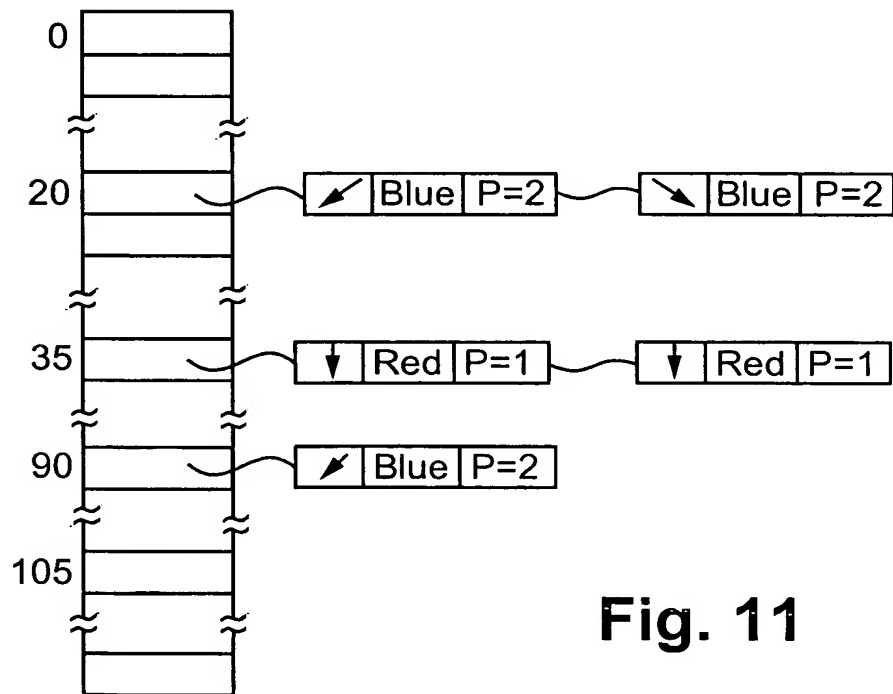 0
20 Blue P=2 Blue P=2
35 Red P=1 Red P=1
90 Blue P=2
105
Fig. 11